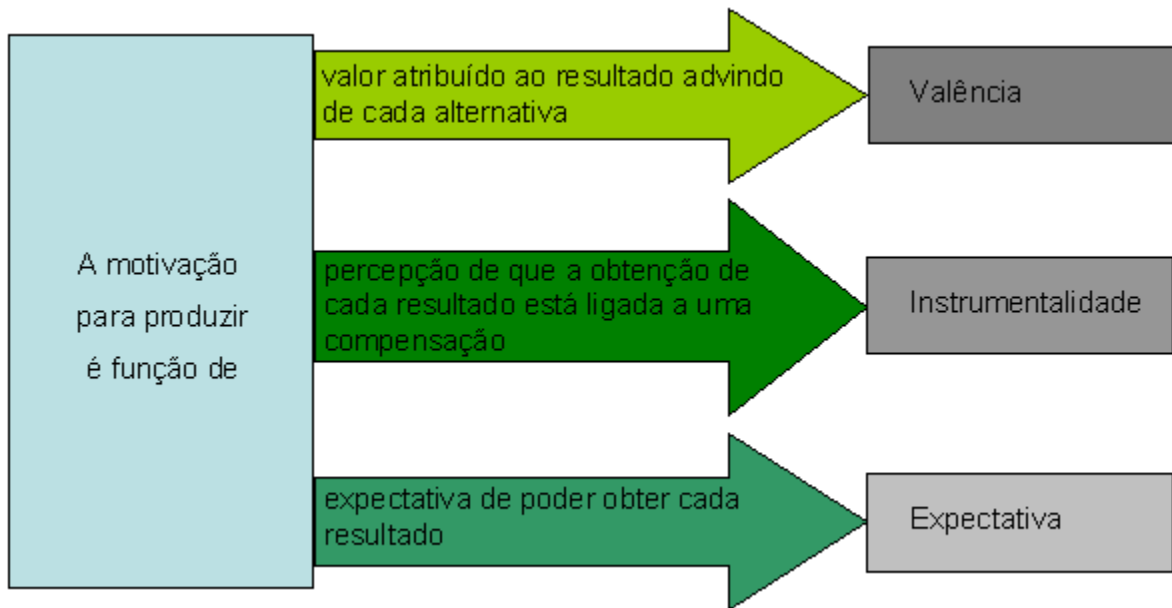 A motivação
para produzir
é função de
valor atribuído ao resultado advindo
de cada alternativa
Valência
percepção de que a obtenção de
cada resultado está ligada a uma
compensação
Instrumentalidade
expectativa de poder obter cada
resultado
Expectativa